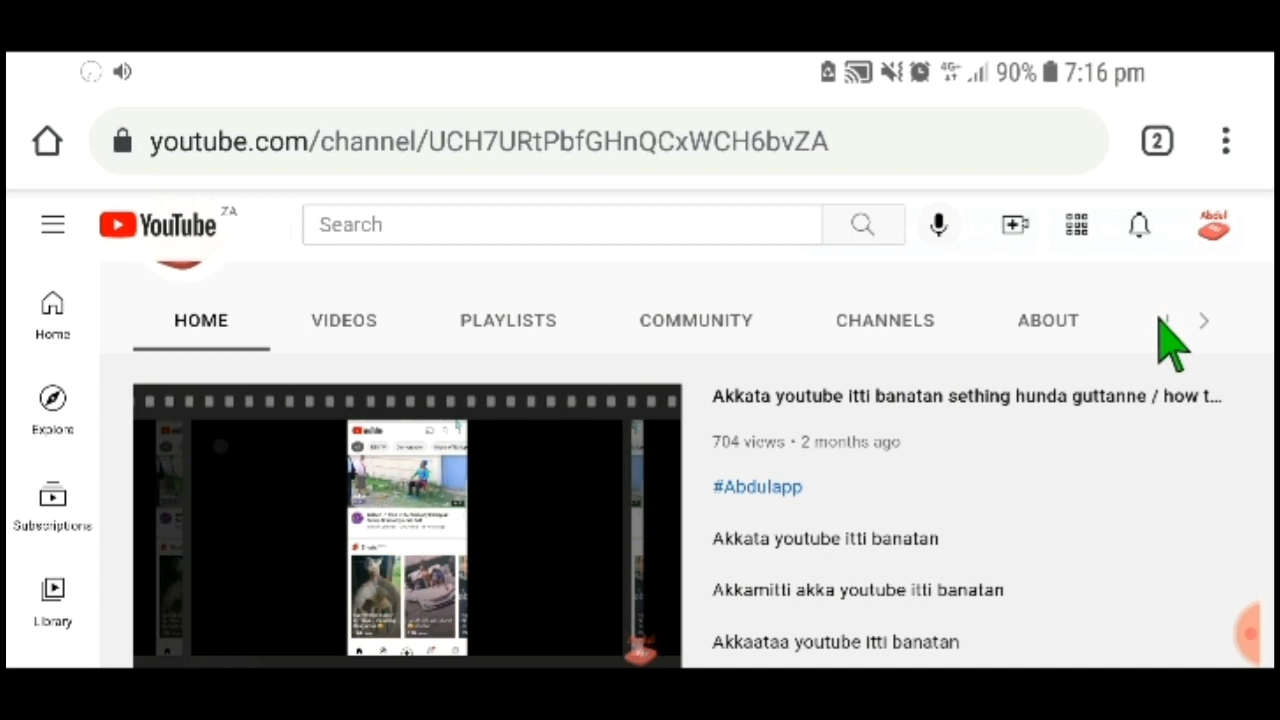 4G+ 90% 7:16 pm
youtube.com/channel/UCH7URtPbfGHnQCxWCH6bvZA 2
YouTube ZA Search Abdul
HOME VIDEOS PLAYLISTS COMMUNITY CHANNELS ABOUT
Home
Explore
Subscriptions
Library
Akkata youtube itti banatan sething hunda guttanne / how t...
704 views • 2 months ago
#Abdulapp
Akkata youtube itti banatan
Akkamitti akka youtube itti banatan
Akkaataa youtube itti banatan
Abdul